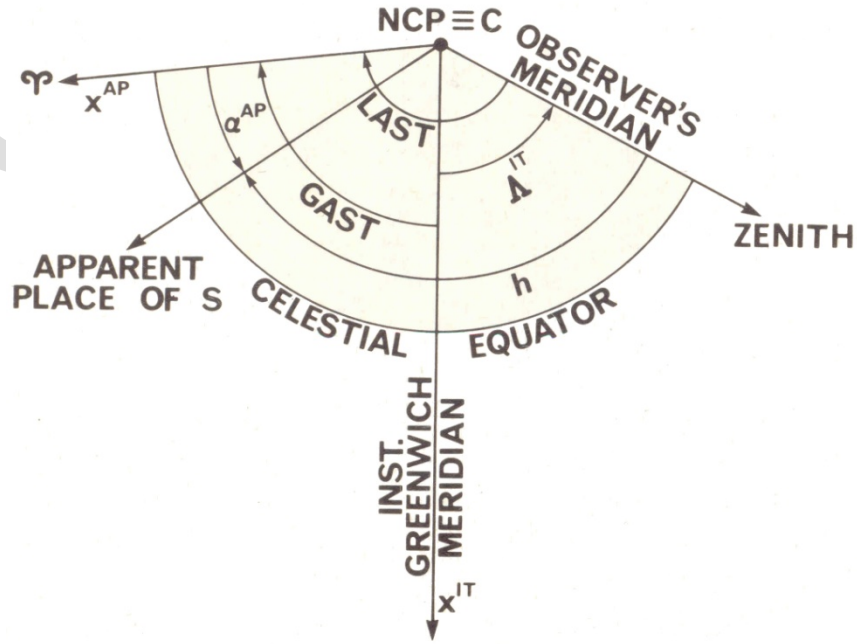 NCP≡C
OBSERVER'S
MERIDIAN
♈
x^AP
α^AP
LAST
Λ^IT
GAST
ZENITH
APPARENT
PLACE OF S
h
CELESTIAL EQUATOR
INST.
GREENWICH
MERIDIAN
x^IT